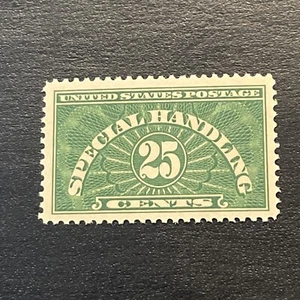 UNITED STATES POSTAGE
SPECIAL HANDLING
25
CENTS